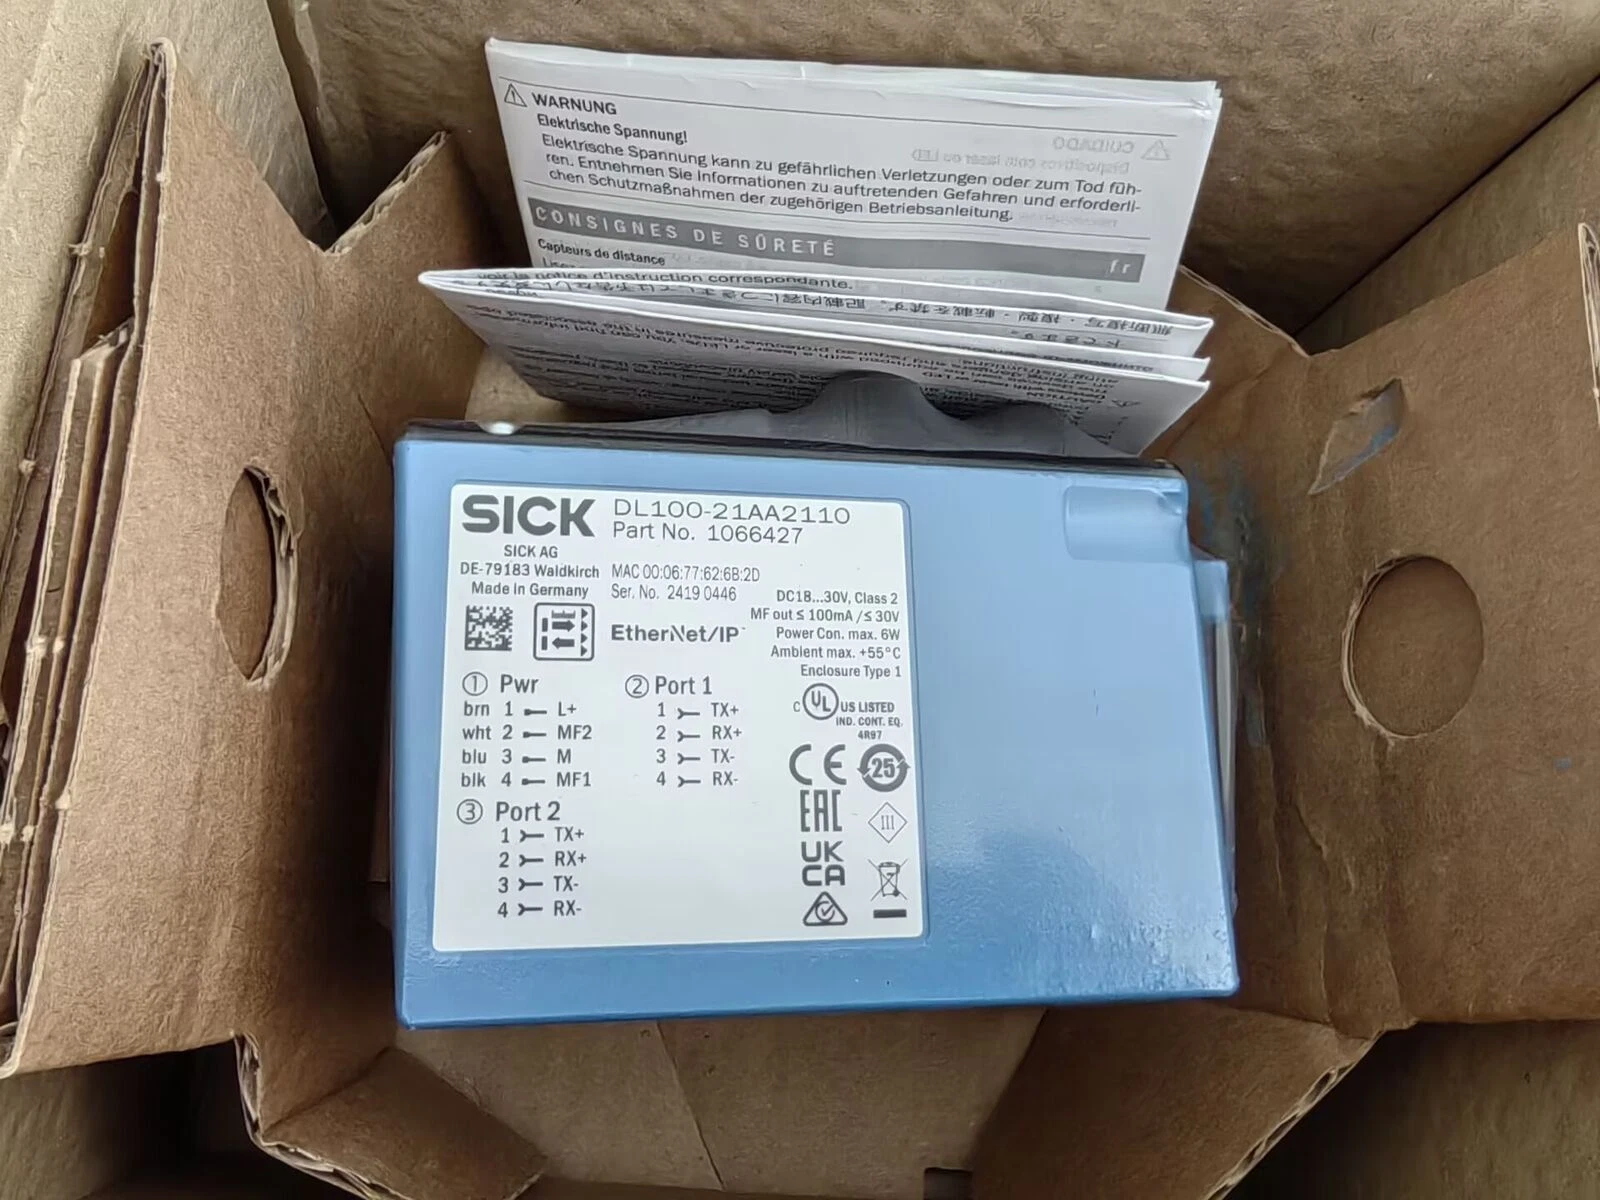 WARNUNG
Elektrische Spannung!
Elektrische Spannung kann zu gefährlichen Verletzungen oder zum Tod füh-
ren. Entnehmen Sie Informationen zu auftretenden Gefahren und erforderli-
chen Schutzmaßnahmen der zugehörigen Betriebsanleitung.
CONSIGNES DE SÛRETÉ fr
Capteurs de distance
voir la notice d'instruction correspondante.
SICK
DL100-21AA2110
Part No. 1066427
SICK AG
DE-79183 Waldkirch
Made in Germany
MAC 00:06:77:62:6B:2D
Ser. No. 2419 0446
EtherNet/IP
DC18...30V, Class 2
MF out ≤ 100mA /≤ 30V
Power Con. max. 6W
Ambient max. +55°C
Enclosure Type 1
① Pwr
brn 1 L+
wht 2 MF2
blu 3 M
blk 4 MF1
② Port 1
1 TX+
2 RX+
3 TX-
4 RX-
③ Port 2
1 TX+
2 RX+
3 TX-
4 RX-
C UL US LISTED
IND. CONT. EQ.
4R97
CE 25
EAC III
UK
CA